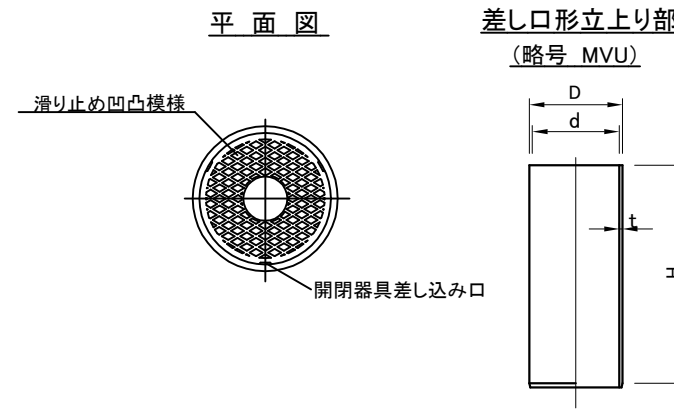 平 面 図
滑り止め凹凸模様
開閉器具差し込み口
差し口形立上り部
(略号 MVU)
D
d
t
H